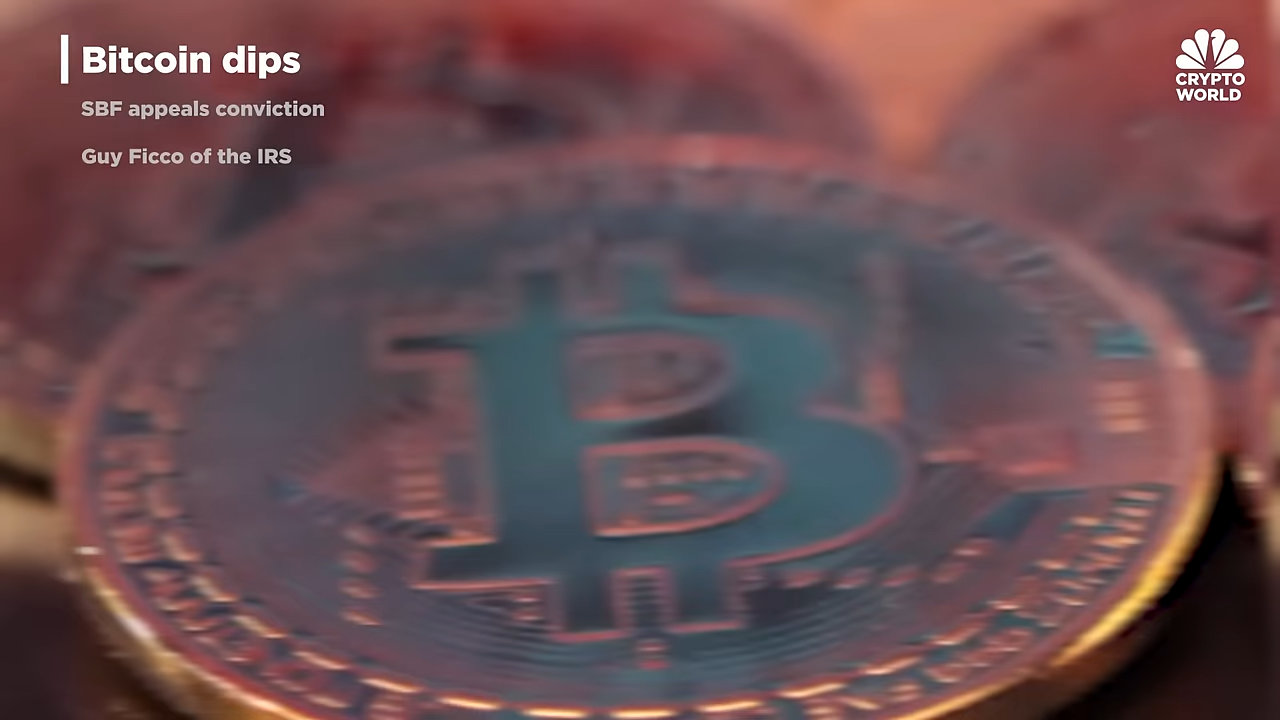 Bitcoin dips
SBF appeals conviction
Guy Ficco of the IRS
CRYPTO
WORLD